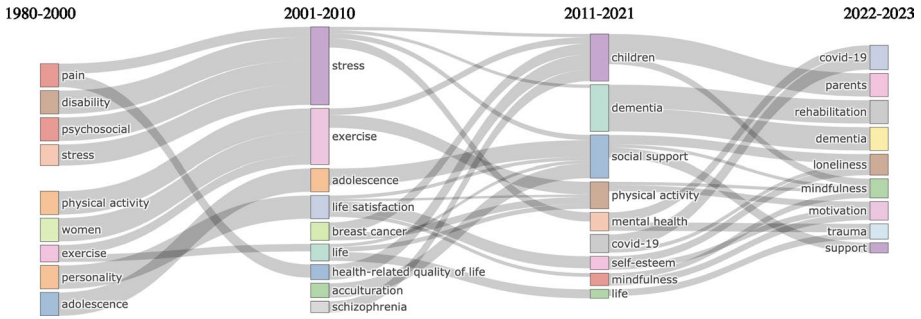 1980-2000
2001-2010
2011-2021
2022-2023
pain
disability
psychosocial
stress
physical activity
women
exercise
personality
adolescence
stress
exercise
adolescence
life satisfaction
breast cancer
life
health-related quality of life
acculturation
schizophrenia
children
dementia
social support
physical activity
mental health
covid-19
self-esteem
mindfulness
life
covid-19
parents
rehabilitation
dementia
loneliness
mindfulness
motivation
trauma
support